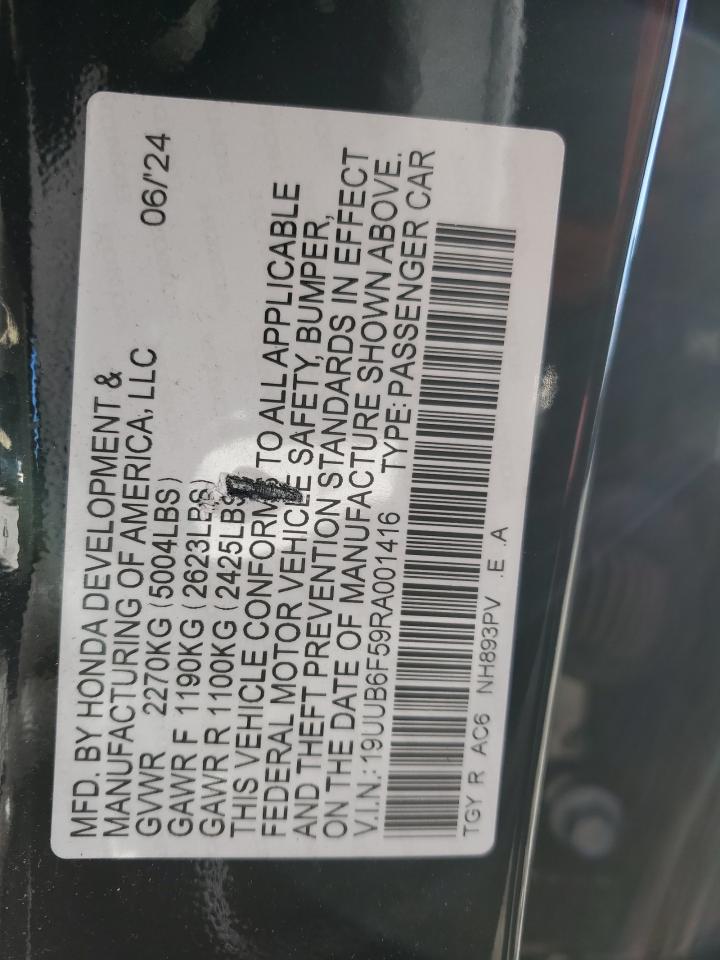 MFD. BY HONDA DEVELOPMENT &
MANUFACTURING OF AMERICA, LLC 06/'24
GVWR 2270KG (5004LBS)
GAWR F 1190KG (2623LBS)
GAWR R 1100KG (2425LBS
THIS VEHICLE CONFORMS TO ALL APPLICABLE
FEDERAL MOTOR VEHICLE SAFETY, BUMPER,
AND THEFT PREVENTION STANDARDS IN EFFECT
ON THE DATE OF MANUFACTURE SHOWN ABOVE.
V.I.N.: 19UUB6F59RA001416 TYPE: PASSENGER CAR
TGY R AC6 NH893PV .E .A